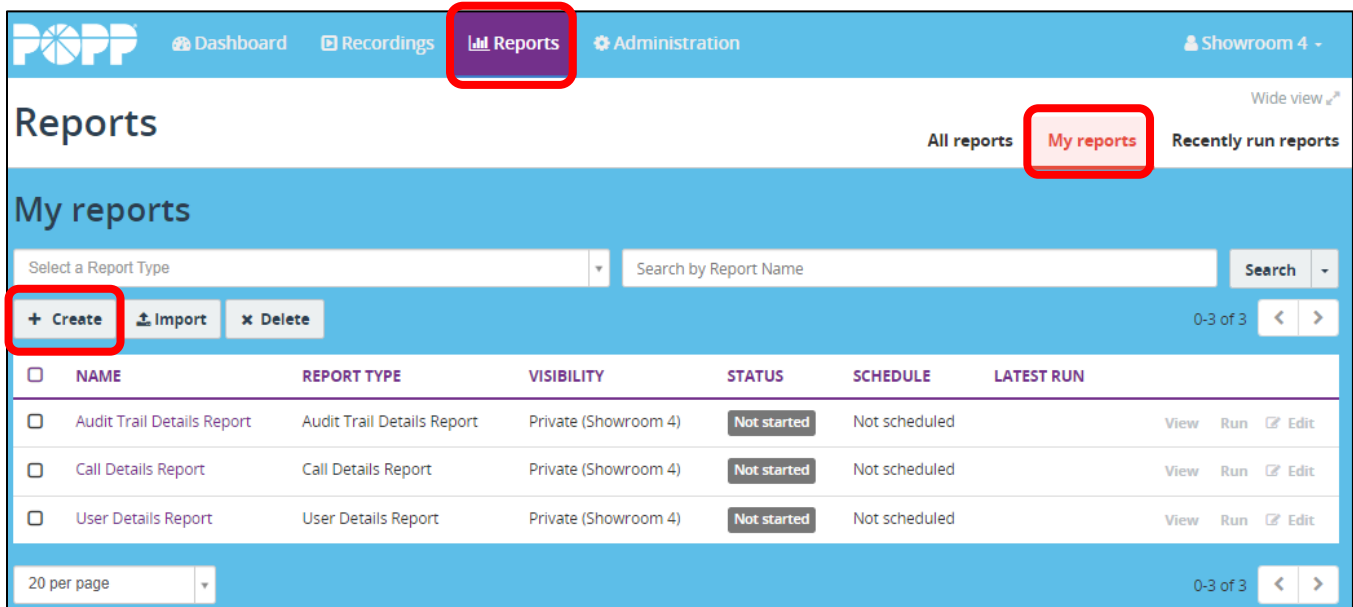 POPP Dashboard Recordings Reports Administration Showroom 4
Wide view
Reports
All reports My reports Recently run reports
My reports
Select a Report Type Search by Report Name Search
+ Create Import × Delete 0-3 of 3 < >
NAME REPORT TYPE VISIBILITY STATUS SCHEDULE LATEST RUN
Audit Trail Details Report Audit Trail Details Report Private (Showroom 4) Not started Not scheduled View Run Edit
Call Details Report Call Details Report Private (Showroom 4) Not started Not scheduled View Run Edit
User Details Report User Details Report Private (Showroom 4) Not started Not scheduled View Run Edit
20 per page 0-3 of 3 < >